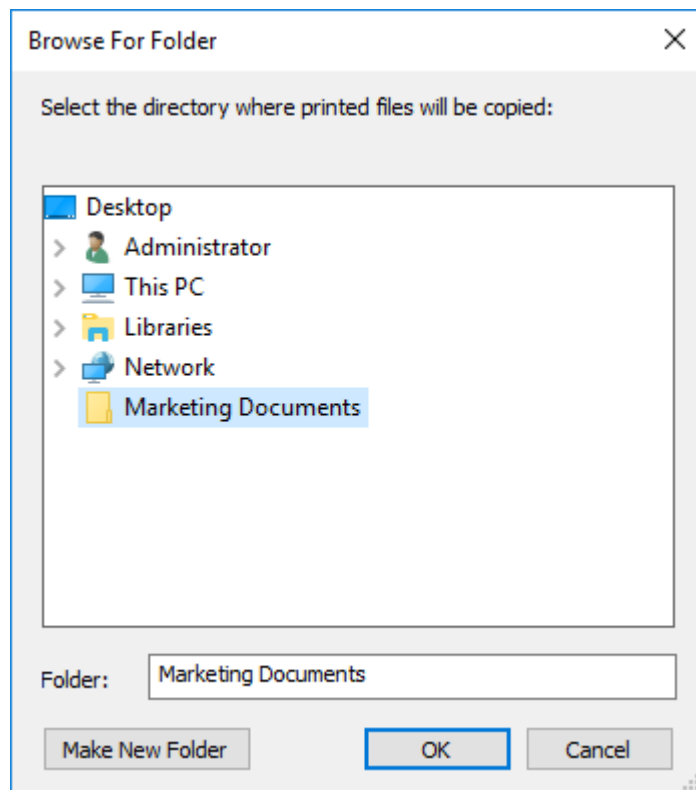 Browse For Folder
Select the directory where printed files will be copied:
Desktop
Administrator
This PC
Libraries
Network
Marketing Documents
Folder: Marketing Documents
Make New Folder OK Cancel